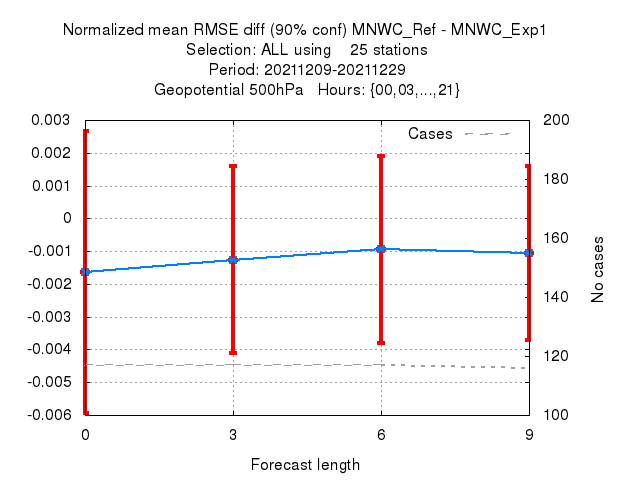 Normalized mean RMSE diff (90% conf) MNWC_Ref - MNWC_Exp1
Selection: ALL using    25 stations
Period: 20211209-20211229
Geopotential 500hPa   Hours: {00,03,...,21}
Cases
0.003
0.002
0.001
0
-0.001
-0.002
-0.003
-0.004
-0.005
-0.006
200
180
160
140
120
100
No cases
0 3 6 9
Forecast length